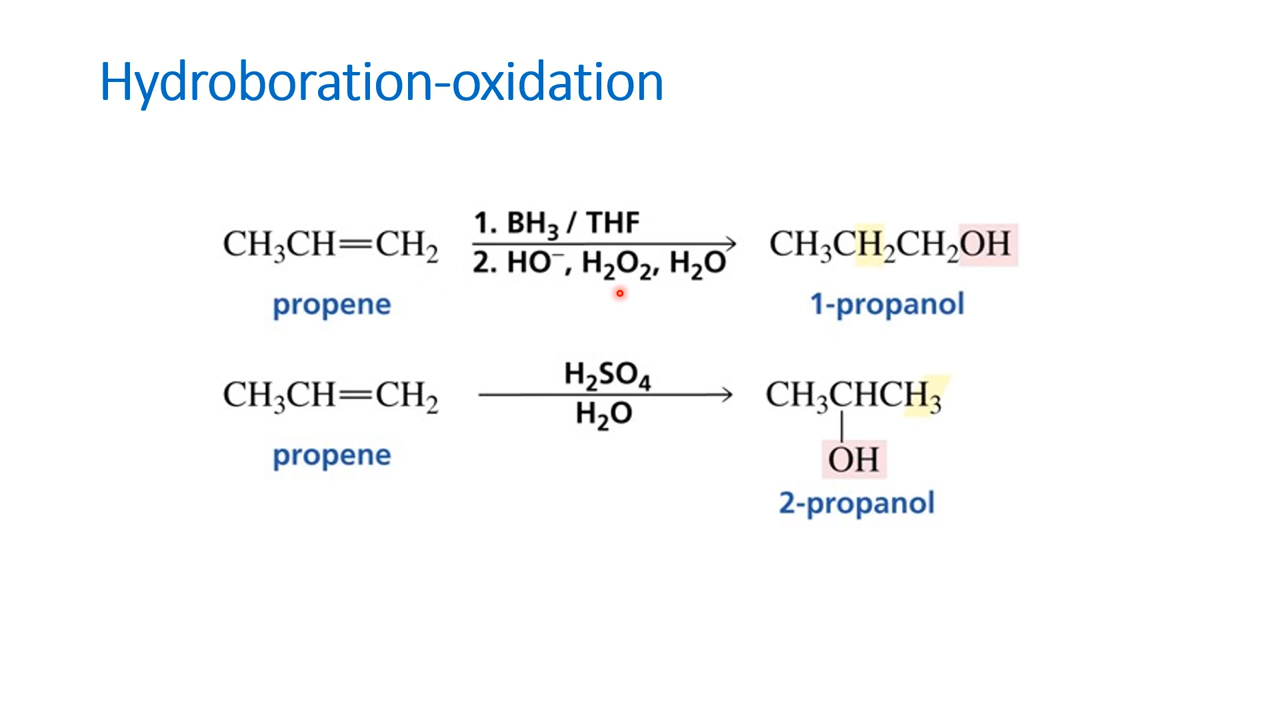 Hydroboration-oxidation
CH₃CH=CH₂ 1. BH₃ / THF CH₃CH₂CH₂OH
2. HO⁻, H₂O₂, H₂O
propene 1-propanol
CH₃CH=CH₂ H₂SO₄ CH₃CHCH₃
H₂O
OH
propene
2-propanol